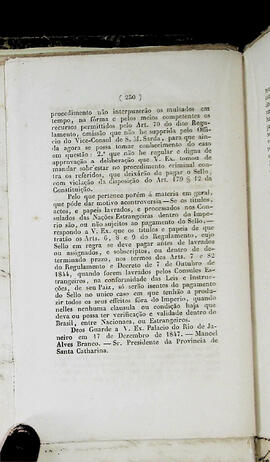 ( 250 )
procedimento não interpuzerão os multados em
tempo, na fórma e pelos meios competentes os
recursos permittidos pelo Art. 70 do dito Regu-
lamento, omissão que não he supprida pelo Offi-
cio do Vice-Consul de S. M. Sarda, para que ain-
da agora se possa tomar conhecimento do caso
em questão: 2.º que não he regular e digna de
approvação a deliberação que V. Ex. tomou de
mandar sobr'estar no procedimento criminal con-
tra os referidos, que deixárão de pagar o Sello,
com violação da disposição do Art. 179 § 12 da
Constituição.
Pelo que pertence porém á materia em geral,
que póde dar motivo a controversia — Se os titulos,
actos, e papeis lavrados, e processados nos Con-
sulados das Nações Estrangeiras dentro do Impe-
rio são, ou não sujeitos ao pagamento do Sello, —
respondo a V. Ex. que os titulos e papeis de que
tratão os Arts. 6, 8 e 9 do Regulamento, cujo
Sello em regra se deve pagar antes de lavrados
ou assignados, e subscriptos, ou dentro de de-
terminado prazo, nos termos dos Arts. 7 e 82
do Regulamento e Decreto de 7 de Outubro de
1844, quando forem lavrados pelos Consules Es-
trangeiros, na conformidade das Leis e Instruc-
ções, de seu Paiz, só serão isentos do pagamento
do Sello no unico caso em que tenhão a produ-
zir todos os seus effeitos fóra do Imperio, quando
nelles nenhuma clausula ou condição haja que
deva ou possa ter verificação e validade dentro do
Brasil, entre Nacionaes, ou Estrangeiros.
Deos Guarde a V. Ex. Palacio do Rio de Ja-
neiro em 17 de Dezembro de 1847. — Manoel
Alves Branco. — Sr. Presidente da Provincia de
Santa Catharina.